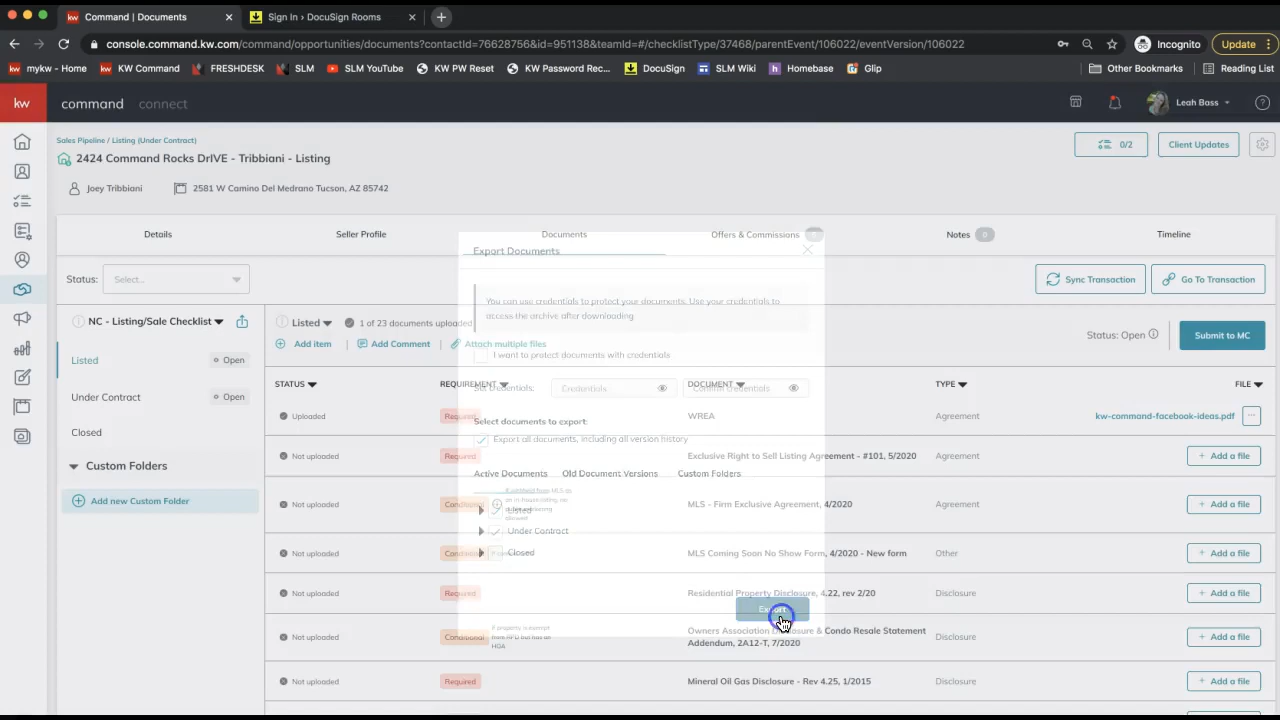 Command | Documents
Sign In › DocuSign Rooms
console.command.kw.com/command/opportunities/documents?contactId=76628756&id=951138&teamId=#/checklistType/37468/parentEvent/106022/eventVersion/106022
Incognito
Update
mykw - Home
KW Command
FRESHDESK
SLM
SLM YouTube
KW PW Reset
KW Password Rec...
DocuSign
SLM Wiki
Homebase
Glip
Other Bookmarks
Reading List
kw
command
connect
Leah Bass
Sales Pipeline / Listing (Under Contract)
2424 Command Rocks DrIVE - Tribbiani - Listing
0/2
Client Updates
Joey Tribbiani
2581 W Camino Del Medrano Tucson, AZ 85742
Details
Seller Profile
Documents
Offers & Commissions
Notes 0
Timeline
Export Documents
Status:
Select...
Sync Transaction
Go To Transaction
You can use credentials to protect your documents. Use your credentials to
access the archive after downloading
NC - Listing/Sale Checklist
Listed
1 of 23 documents uploaded
Status: Open
Submit to MC
Add item
Add Comment
Attach multiple files
I want to protect documents with credentials
Listed
Open
STATUS
REQUIREMENT
DOCUMENT
TYPE
FILE
Credentials
Under Contract
Open
Uploaded
Required
WREA
Agreement
kw-command-facebook-ideas.pdf
Select documents to export:
Closed
Export all documents, including all version history
Not uploaded
Required
Exclusive Right to Sell Listing Agreement - #101, 5/2020
Agreement
+ Add a file
Custom Folders
Active Documents
Old Document Versions
Custom Folders
Add new Custom Folder
Not uploaded
Conditional
Listed
MLS - Firm Exclusive Agreement, 4/2020
Agreement
+ Add a file
Under Contract
Not uploaded
Conditional
Closed
MLS Coming Soon No Show Form, 4/2020 - New form
Other
+ Add a file
Not uploaded
Required
Residential Property Disclosure, 4.22, rev 2/20
Disclosure
+ Add a file
Export
Not uploaded
Conditional
If property is exempt
from RPD but has an
HOA
Owners Association Disclosure & Condo Resale Statement
Addendum, 2A12-T, 7/2020
Disclosure
+ Add a file
Not uploaded
Required
Mineral Oil Gas Disclosure - Rev 4.25, 1/2015
Disclosure
+ Add a file